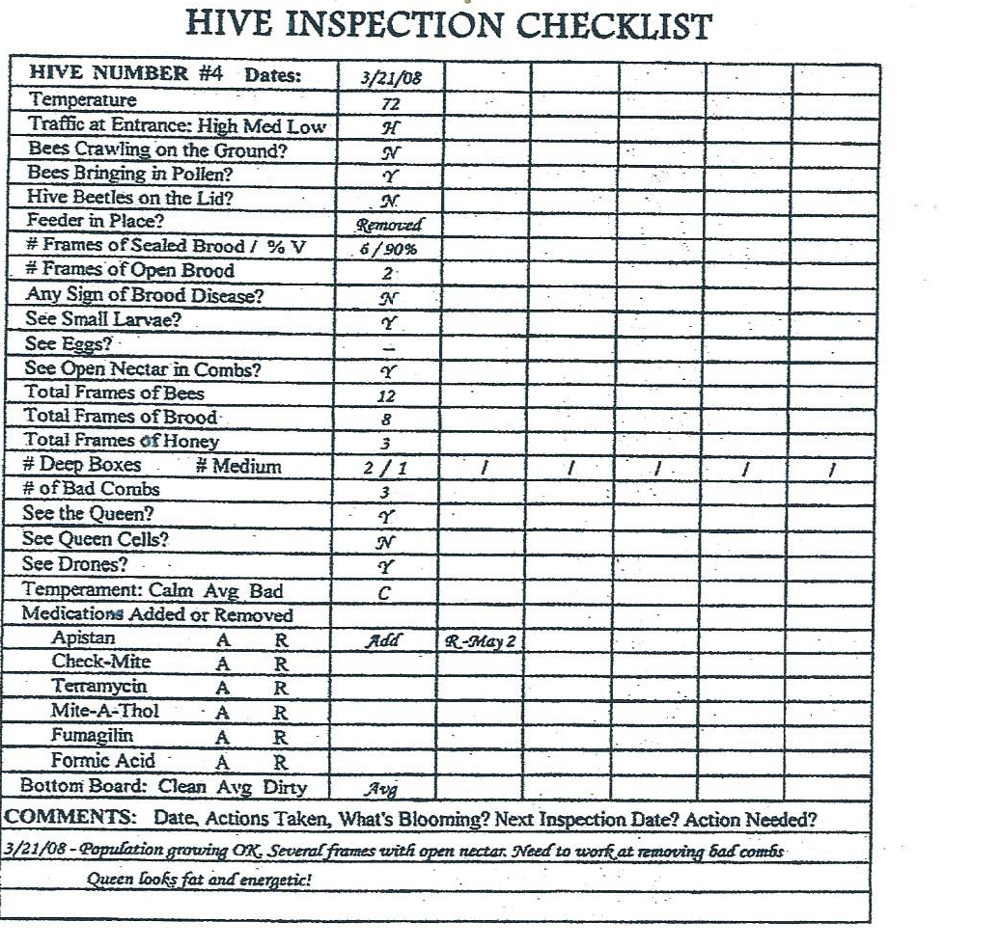 HIVE INSPECTION CHECKLIST
HIVE NUMBER #4 Dates: 3/21/08
Temperature 72
Traffic at Entrance: High Med Low H
Bees Crawling on the Ground? N
Bees Bringing in Pollen? Y
Hive Beetles on the Lid? N
Feeder in Place? Removed
# Frames of Sealed Brood / % V 6/90%
# Frames of Open Brood 2
Any Sign of Brood Disease? N
See Small Larvae? Y
See Eggs? –
See Open Nectar in Combs? Y
Total Frames of Bees 12
Total Frames of Brood 8
Total Frames of Honey 3
# Deep Boxes # Medium 2 / 1 / / / / /
# of Bad Combs 3
See the Queen? Y
See Queen Cells? N
See Drones? Y
Temperament: Calm Avg Bad C
Medications Added or Removed
Apistan A R Add R-May 2
Check-Mite A R
Terramycin A R
Mite-A-Thol A R
Fumagilin A R
Formic Acid A R
Bottom Board: Clean Avg Dirty Avg
COMMENTS: Date, Actions Taken, What's Blooming? Next Inspection Date? Action Needed?
3/21/08 - Population growing OK. Several frames with open nectar. Need to work at removing bad combs
Queen looks fat and energetic!